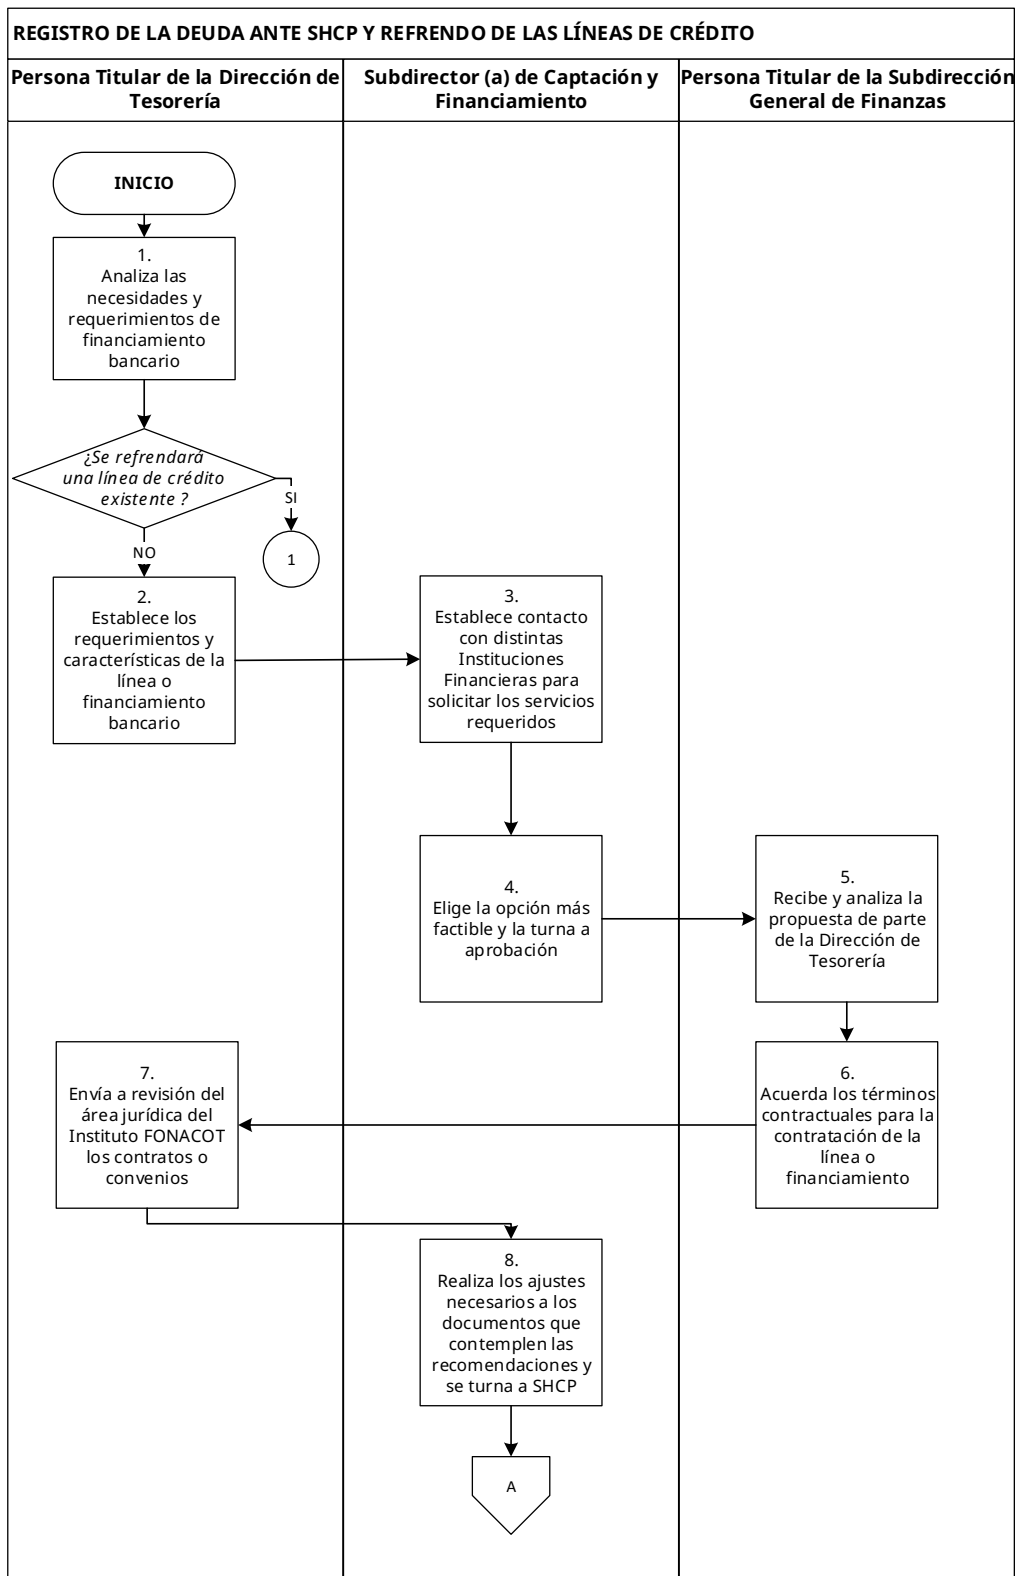 REGISTRO DE LA DEUDA ANTE SHCP Y REFRENDO DE LAS LÍNEAS DE CRÉDITO
Persona Titular de la Dirección de
Tesorería
Subdirector (a) de Captación y
Financiamiento
Persona Titular de la Subdirección
General de Finanzas
INICIO
1.
Analiza las
necesidades y
requerimientos de
financiamiento
bancario
¿Se refrendará
una línea de crédito
existente ?
SI
1
NO
2.
Establece los
requerimientos y
características de la
línea o
financiamiento
bancario
3.
Establece contacto
con distintas
Instituciones
Financieras para
solicitar los servicios
requeridos
4.
Elige la opción más
factible y la turna a
aprobación
5.
Recibe y analiza la
propuesta de parte
de la Dirección de
Tesorería
6.
Acuerda los términos
contractuales para la
contratación de la
línea o
financiamiento
7.
Envía a revisión del
área jurídica del
Instituto FONACOT
los contratos o
convenios
8.
Realiza los ajustes
necesarios a los
documentos que
contemplen las
recomendaciones y
se turna a SHCP
A